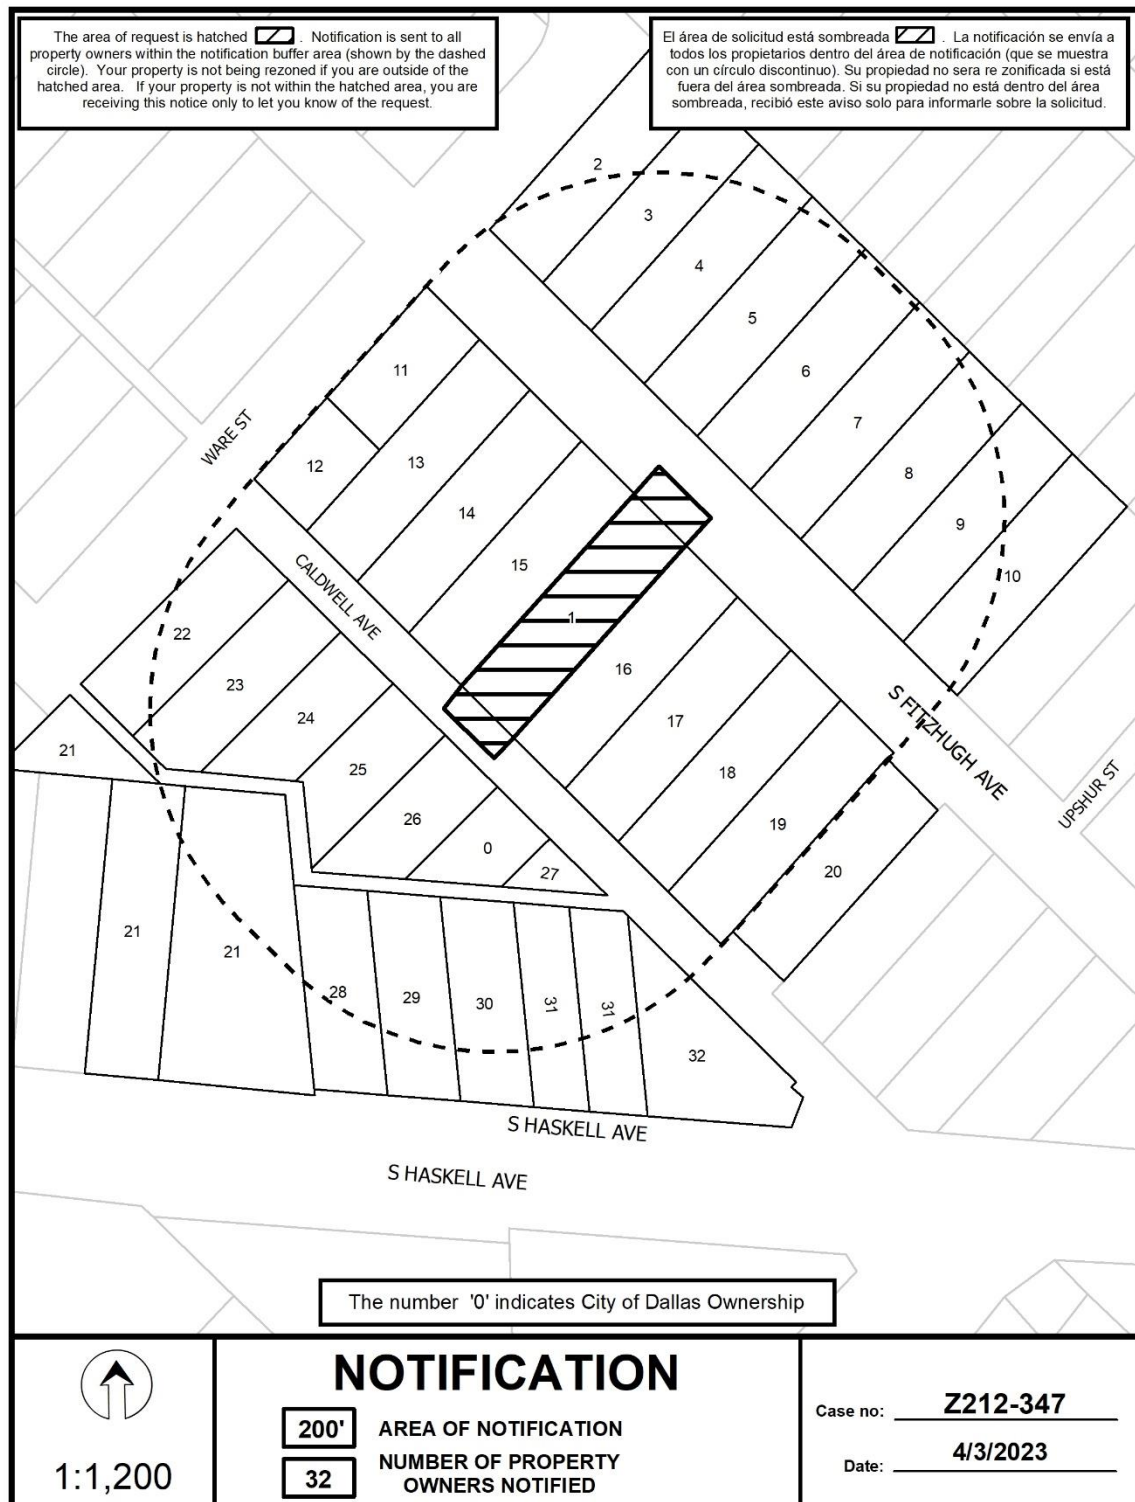 The area of request is hatched . Notification is sent to all
property owners within the notification buffer area (shown by the dashed
circle). Your property is not being rezoned if you are outside of the
hatched area. If your property is not within the hatched area, you are
receiving this notice only to let you know of the request.
El área de solicitud está sombreada . La notificación se envía a
todos los propietarios dentro del área de notificación (que se muestra
con un círculo discontinuo). Su propiedad no sera re zonificada si está
fuera del área sombreada. Si su propiedad no está dentro del área
sombreada, recibió este aviso solo para informarle sobre la solicitud.
2
3
4
5
6
7
8
9
10
11
12
13
14
15
1
16
17
18
19
20
WARE ST
CALDWELL AVE
S FITZHUGH AVE
UPSHUR ST
22
23
24
25
26
0
27
21
21
21
28
29
30
31
31
32
S HASKELL AVE
S HASKELL AVE
The number '0' indicates City of Dallas Ownership
1:1,200
NOTIFICATION
200' AREA OF NOTIFICATION
32 NUMBER OF PROPERTY
OWNERS NOTIFIED
Case no: Z212-347
Date: 4/3/2023